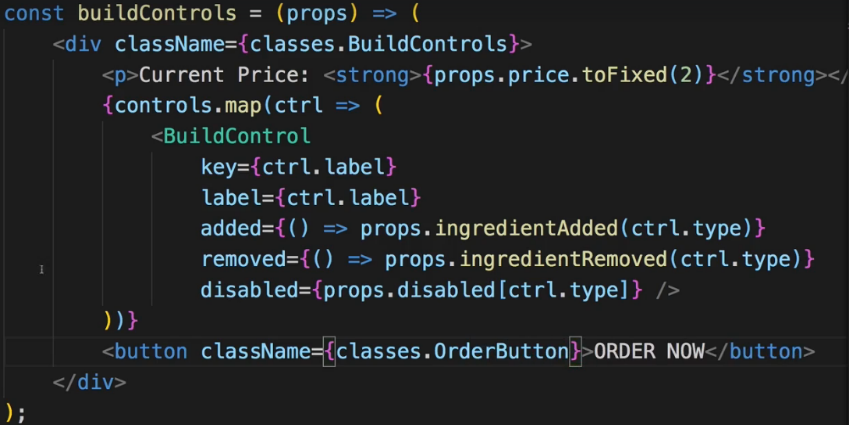 const buildControls = (props) => (
<div className={classes.BuildControls}>
<p>Current Price: <strong>{props.price.toFixed(2)}</strong></
{controls.map(ctrl => (
<BuildControl
key={ctrl.label}
label={ctrl.label}
added={() => props.ingredientAdded(ctrl.type)}
removed={() => props.ingredientRemoved(ctrl.type)}
disabled={props.disabled[ctrl.type]} />
))}
<button className={classes.OrderButton}>ORDER NOW</button>
</div>
);